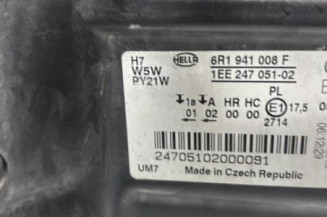 H7 HELLA 6R1 941 008 F
W5W 1EE 247 051-02
PY21W PL
1a A HR HC E1 17,5
01 02 00 00 2714
24705102000091
UM7 Made in Czech Republic